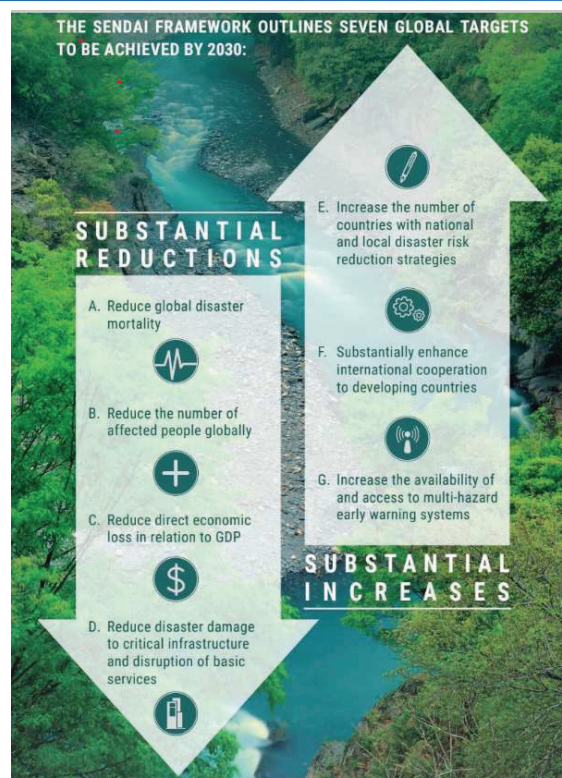 THE SENDAI FRAMEWORK OUTLINES SEVEN GLOBAL TARGETS
TO BE ACHIEVED BY 2030:
SUBSTANTIAL
REDUCTIONS
A. Reduce global disaster
mortality
B. Reduce the number of
affected people globally
C. Reduce direct economic
loss in relation to GDP
$
D. Reduce disaster damage
to critical infrastructure
and disruption of basic
services
E. Increase the number of
countries with national
and local disaster risk
reduction strategies
F. Substantially enhance
international cooperation
to developing countries
G. Increase the availability of
and access to multi-hazard
early warning systems
SUBSTANTIAL
INCREASES